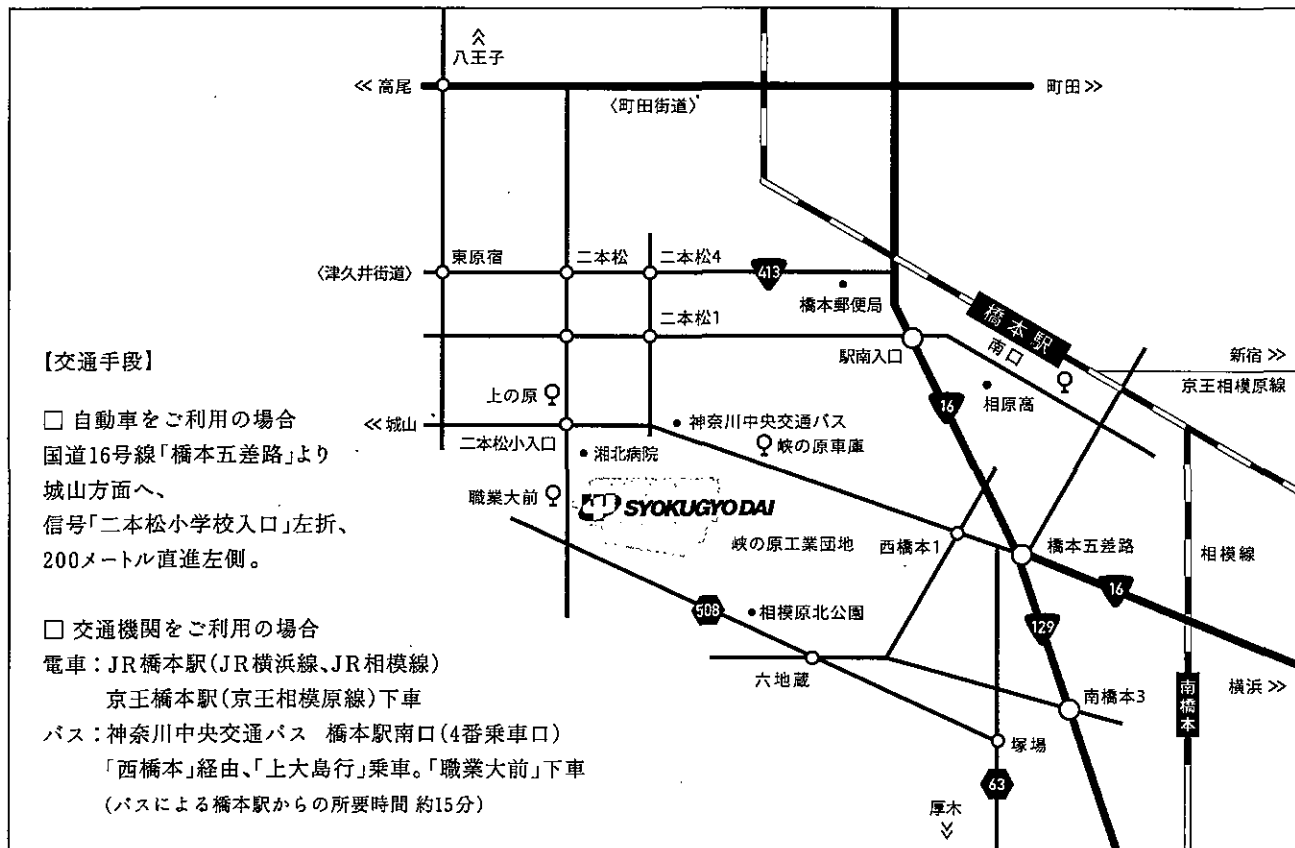 八王子
<< 高尾
町田 >>
〈町田街道〉
〈津久井街道〉
東原宿
二本松
二本松4
413
橋本郵便局
二本松1
駅南入口
橋本駅
南口
新宿 >>
京王相模原線
相原高
16
上の原
<< 城山
二本松小入口
神奈川中央交通バス
峡の原車庫
湘北病院
職業大前
SYOKUGYO DAI
峡の原工業団地
西橋本1
橋本五差路
相模線
16
508
相模原北公園
129
六地蔵
南橋本3
横浜 >>
南橋本
塚場
63
厚木
【交通手段】
□ 自動車をご利用の場合
国道16号線「橋本五差路」より
城山方面へ、
信号「二本松小学校入口」左折、
200メートル直進左側。
□ 交通機関をご利用の場合
電車：JR橋本駅(JR横浜線、JR相模線)
京王橋本駅(京王相模原線)下車
バス：神奈川中央交通バス 橋本駅南口(4番乗車口)
「西橋本」経由、「上大島行」乗車。「職業大前」下車
(バスによる橋本駅からの所要時間 約15分)